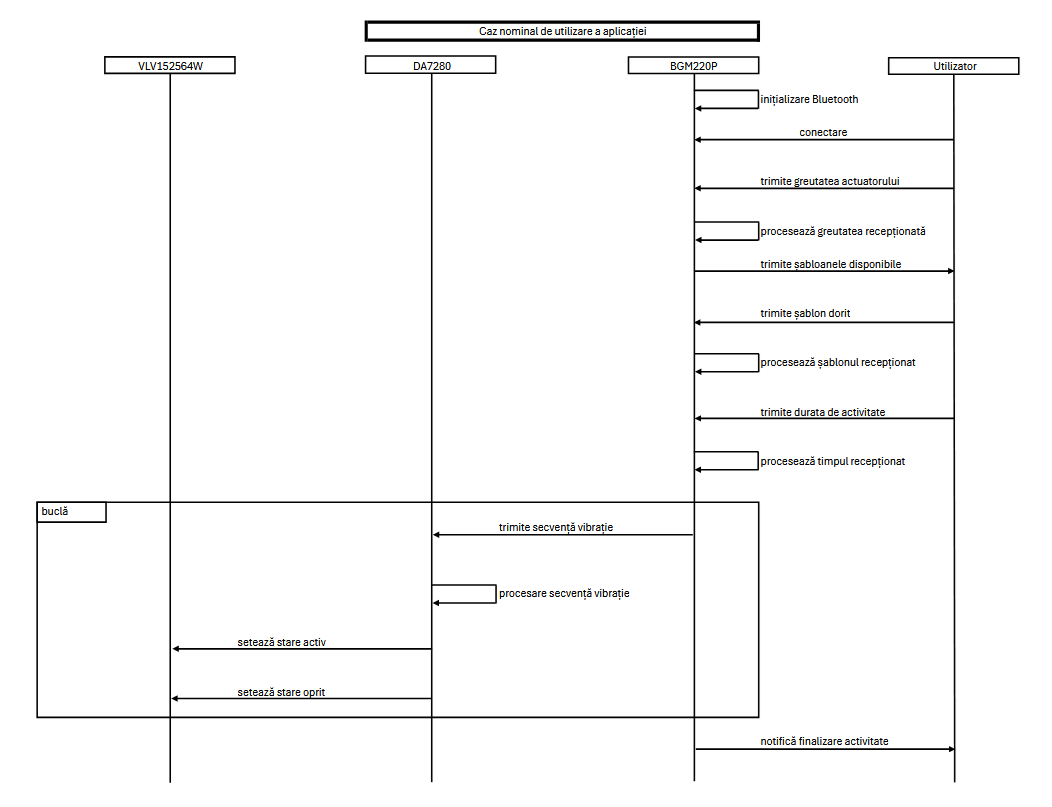 Caz nominal de utilizare a aplicației
VLV152564W
DA7280
BGM220P
Utilizator
inițializare Bluetooth
conectare
trimite greutatea actuatorului
procesează greutatea recepționată
trimite șabloanele disponibile
trimite șablon dorit
procesează șablonul recepționat
trimite durata de activitate
procesează timpul recepționat
buclă
trimite secvență vibrație
procesare secvență vibrație
setează stare activ
setează stare oprit
notifică finalizare activitate